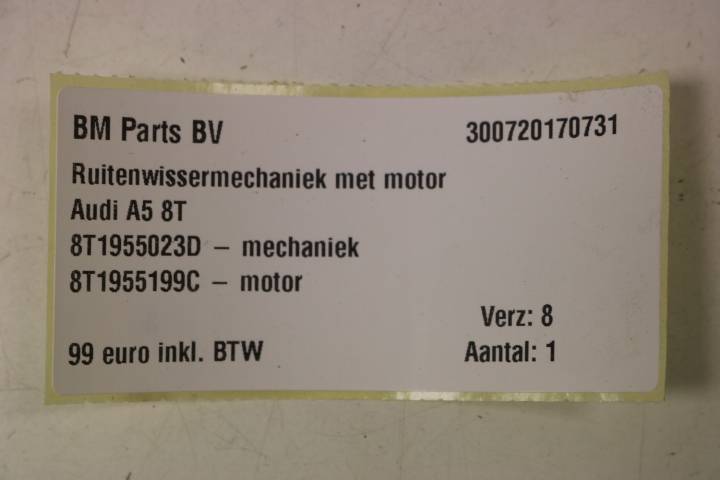 BM Parts BV 300720170731
Ruitenwissermechaniek met motor
Audi A5 8T
8T1955023D – mechaniek
8T1955199C – motor
Verz: 8
99 euro inkl. BTW Aantal: 1